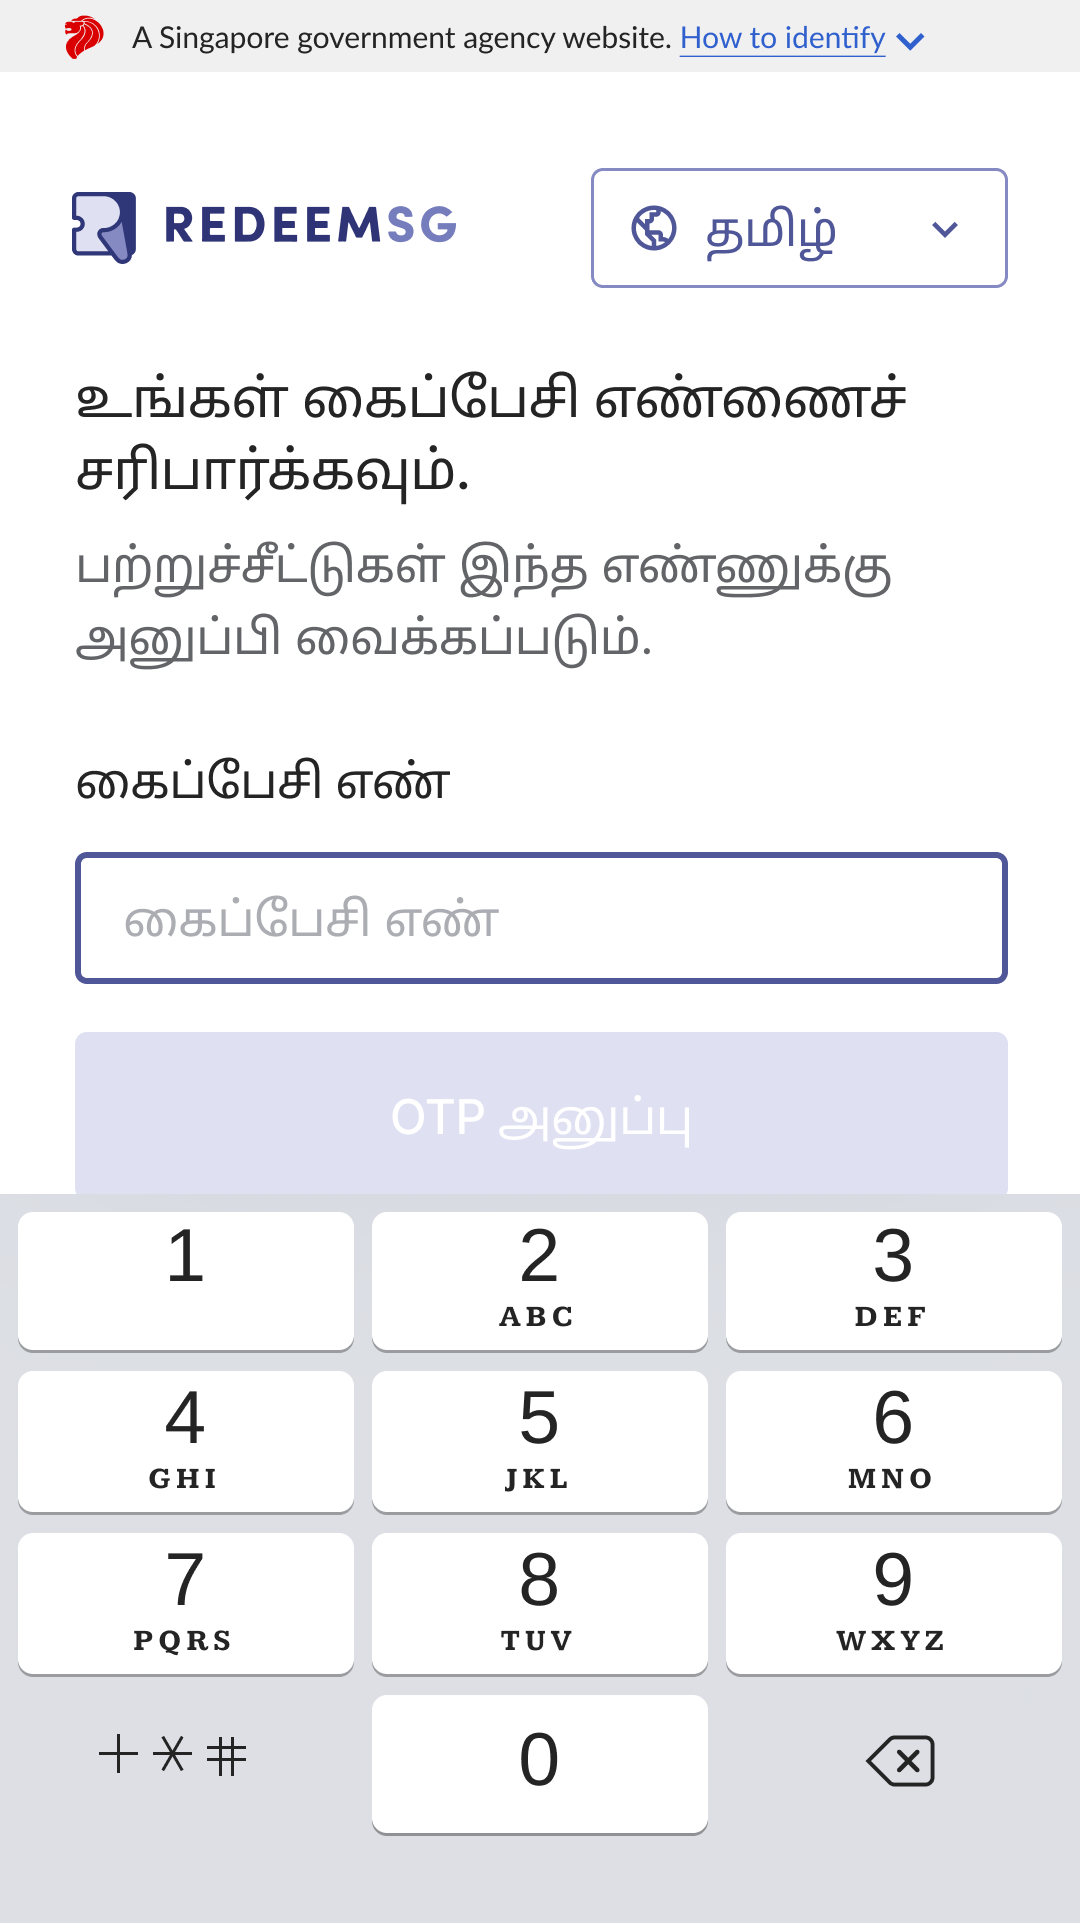 A Singapore government agency website. How to identify
REDEEMSG
தமிழ்
உங்கள் கைப்பேசி எண்ணைச்
சரிபார்க்கவும்.
பற்றுச்சீட்டுகள் இந்த எண்ணுக்கு
அனுப்பி வைக்கப்படும்.
கைப்பேசி எண்
கைப்பேசி எண்
OTP அனுப்பு
1 2 3
ABC DEF
4 5 6
GHI JKL MNO
7 8 9
PQRS TUV WXYZ
+ * # 0